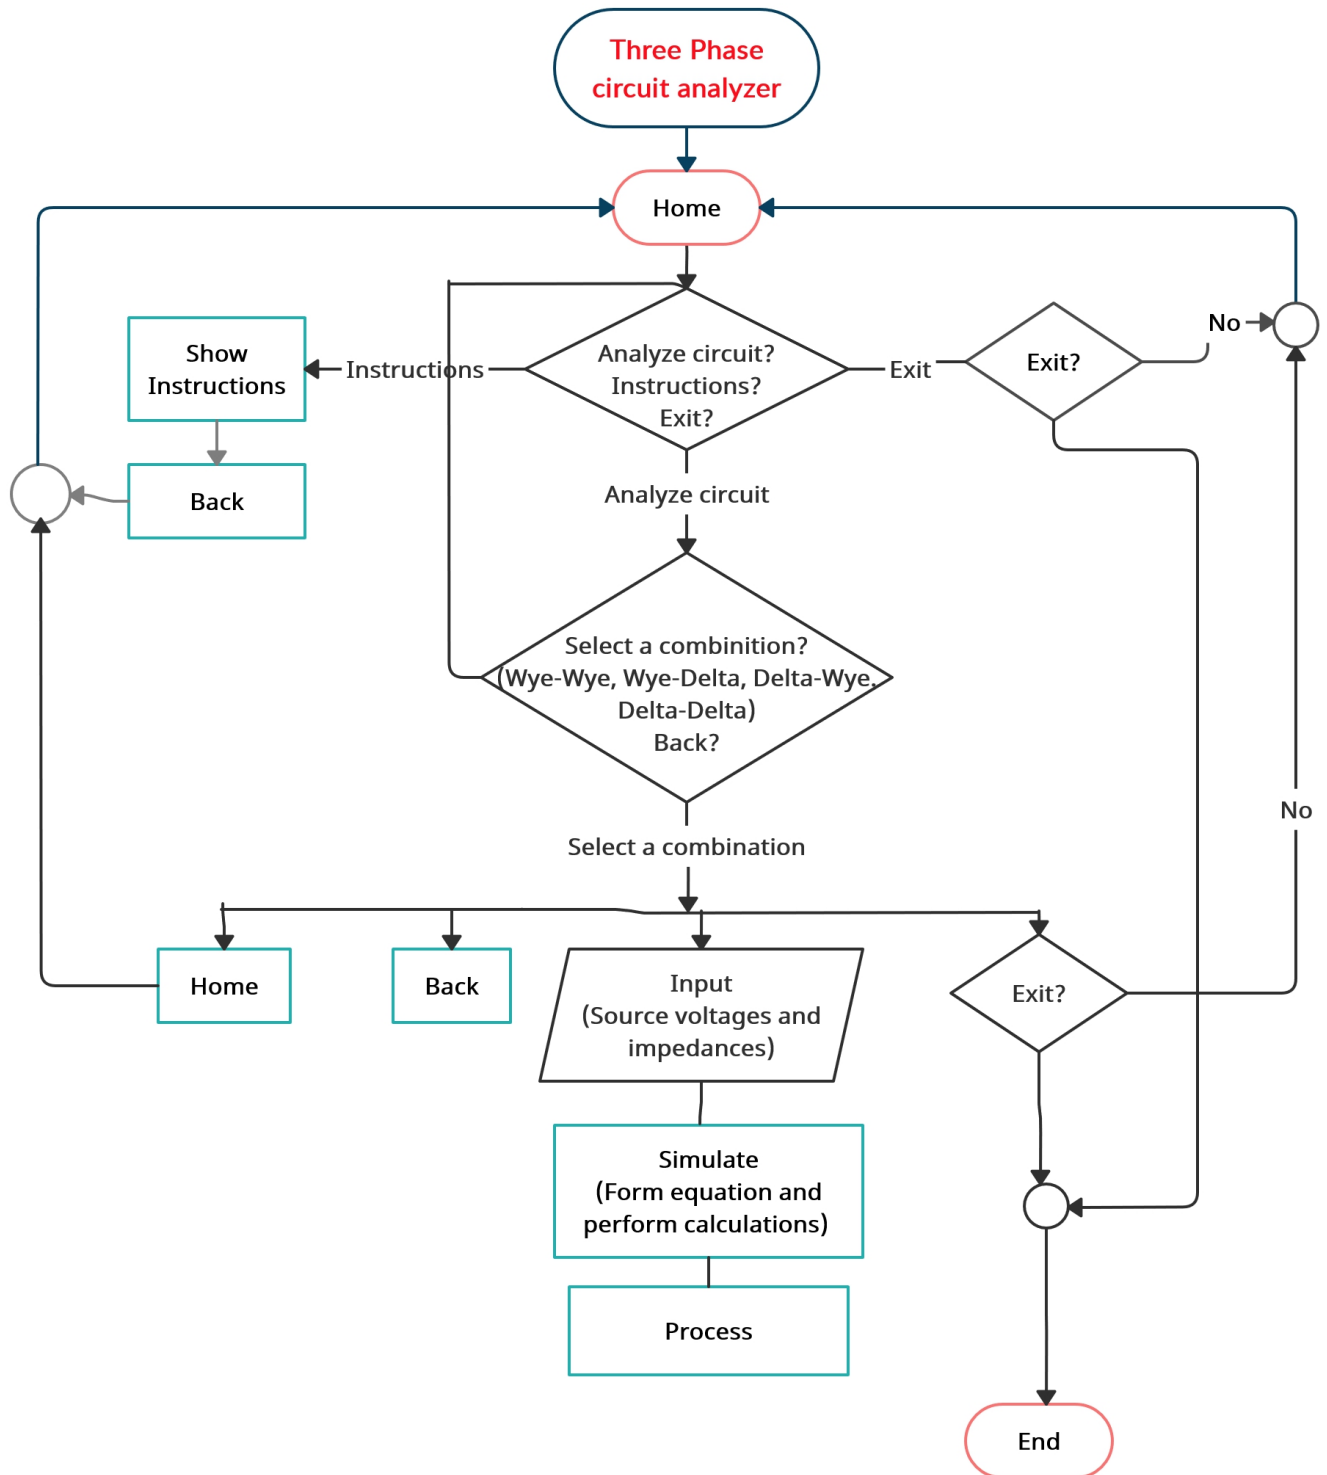 Three Phase
circuit analyzer
Home
Show
Instructions
Instructions
Analyze circuit?
Instructions?
Exit?
Exit
Exit?
No
Back
Analyze circuit
Select a combinition?
(Wye-Wye, Wye-Delta, Delta-Wye.
Delta-Delta)
Back?
No
Select a combination
Home
Back
Input
(Source voltages and
impedances)
Exit?
Simulate
(Form equation and
perform calculations)
Process
End